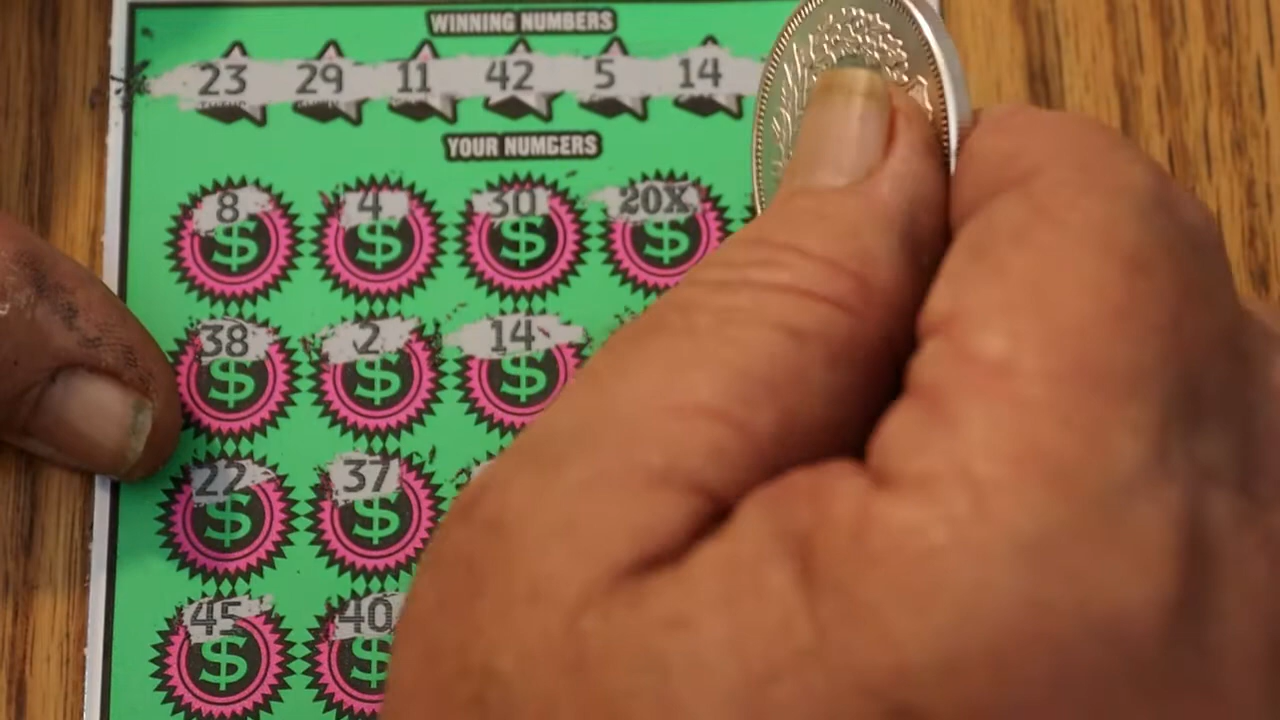 WINNING NUMBERS
23 29 11 42 5 14
YOUR NUMBERS
8 4 30 20X
$ $ $ $
38 2 14
$ $ $
22 37
$ $
45 40
$ $